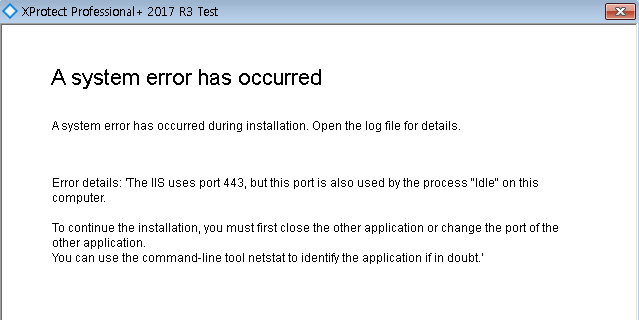 XProtect Professional+ 2017 R3 Test
A system error has occurred
A system error has occurred during installation. Open the log file for details.
Error details: 'The IIS uses port 443, but this port is also used by the process "Idle" on this
computer.
To continue the installation, you must first close the other application or change the port of the
other application.
You can use the command-line tool netstat to identify the application if in doubt.'